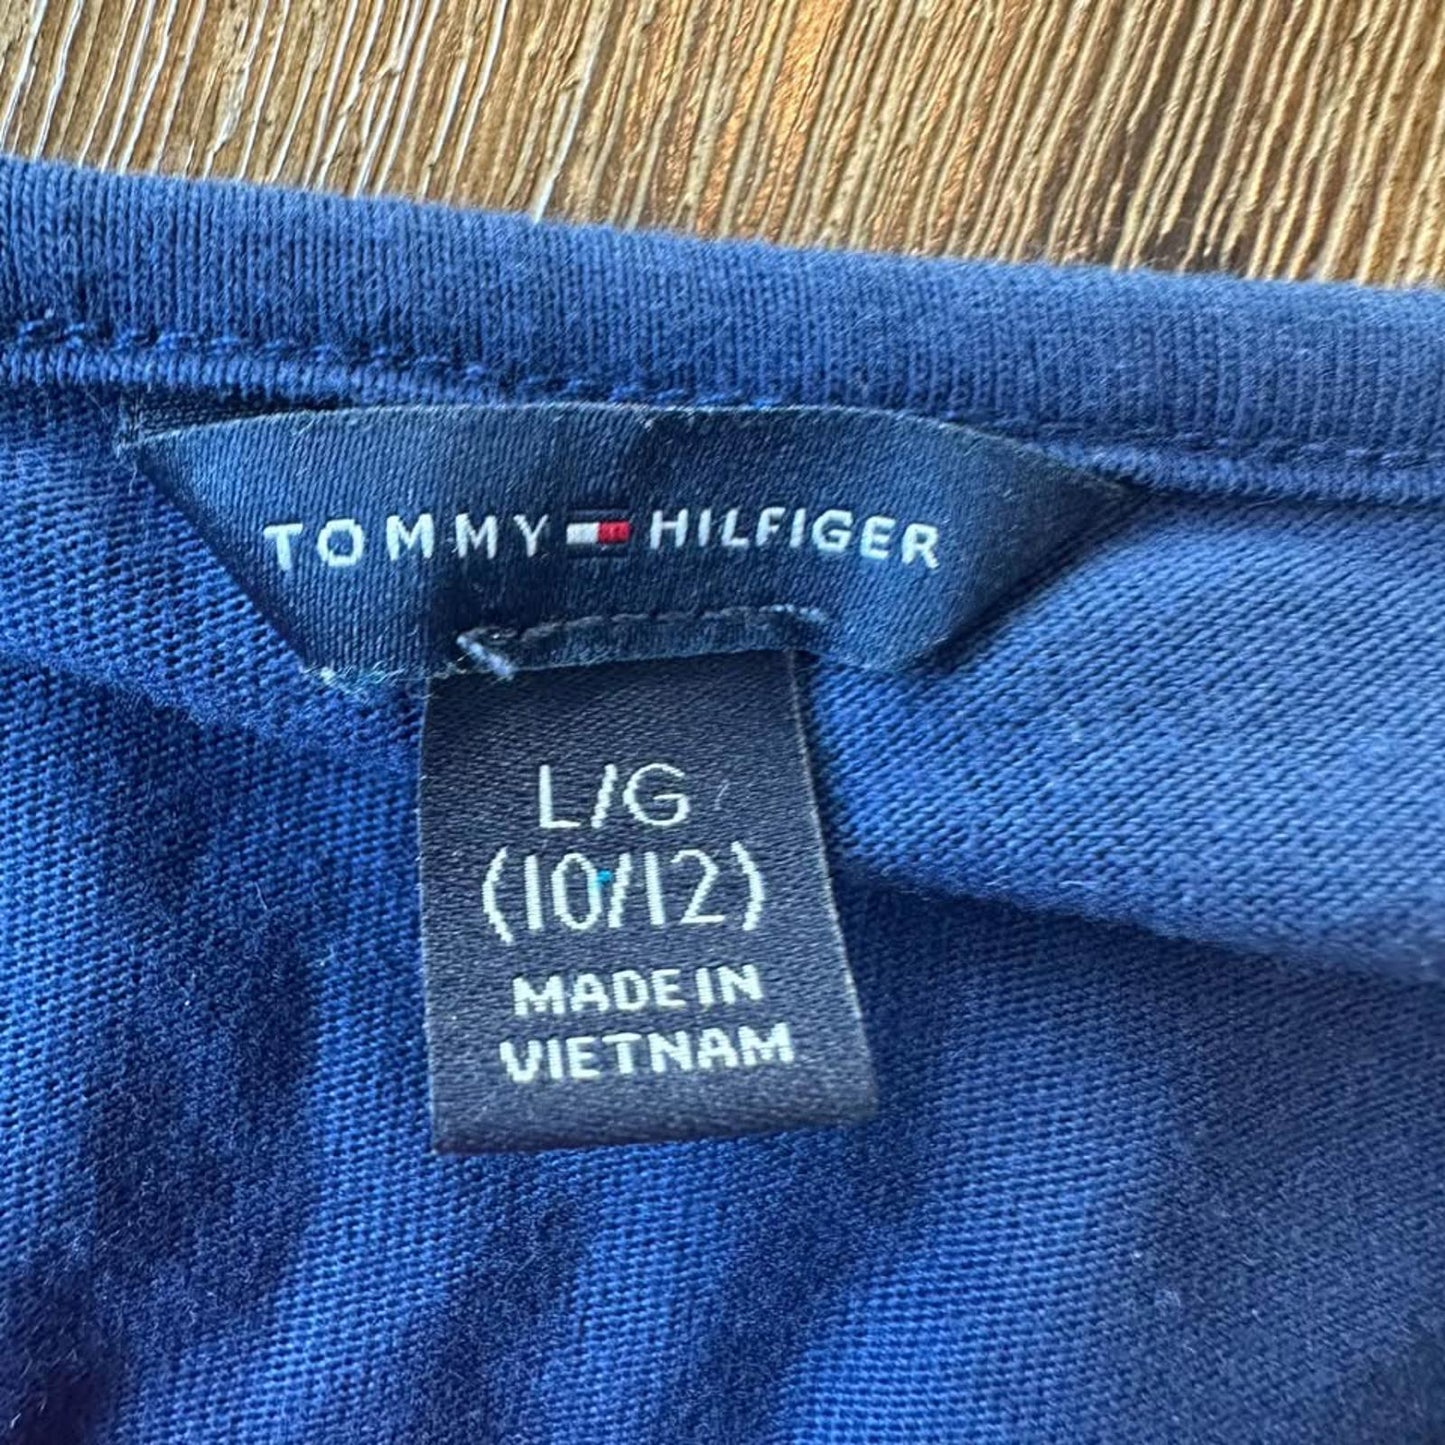 TOMMY HILFIGER
L/G
(10/12)
MADE IN
VIETNAM